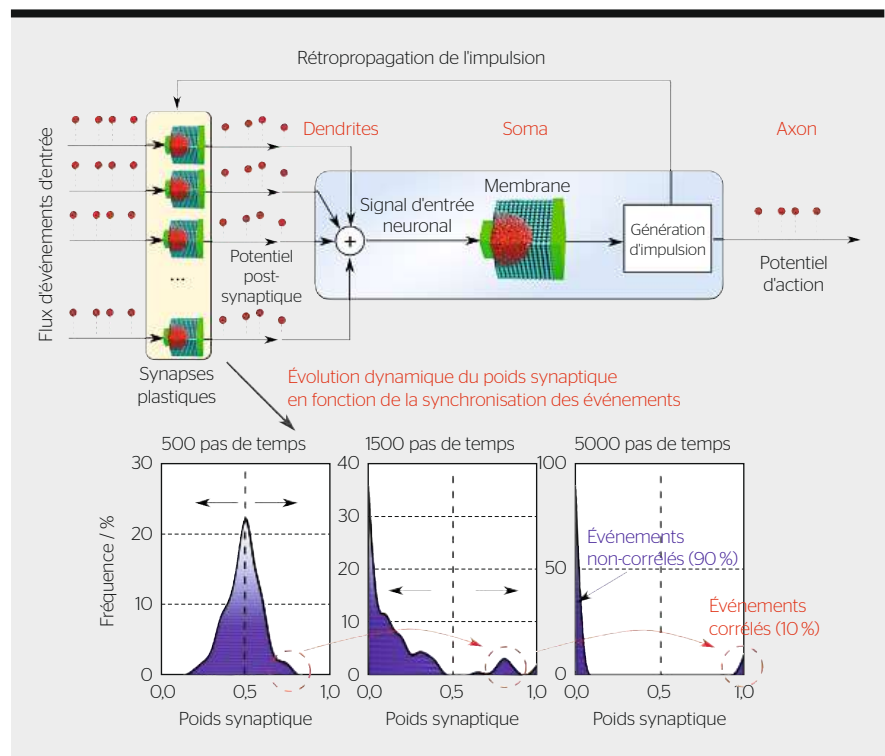 Rétropropagation de l'impulsion
Flux d'événements d'entrée
Dendrites
Soma
Axon
Membrane
Signal d'entrée
neuronal
+
Génération
d'impulsion
Potentiel
post-
synaptique
...
Potentiel
d'action
Synapses
plastiques
Évolution dynamique du poids synaptique
en fonction de la synchronisation des événements
500 pas de temps
1500 pas de temps
5000 pas de temps
Fréquence / %
30
20
10
0
0,0
0,5
1,0
Poids synaptique
40
30
20
10
0
0,0
0,5
1,0
Poids synaptique
100
50
0
0,0
0,5
1,0
Poids synaptique
Événements
non-corrélés (90 %)
Événements
corrélés (10 %)